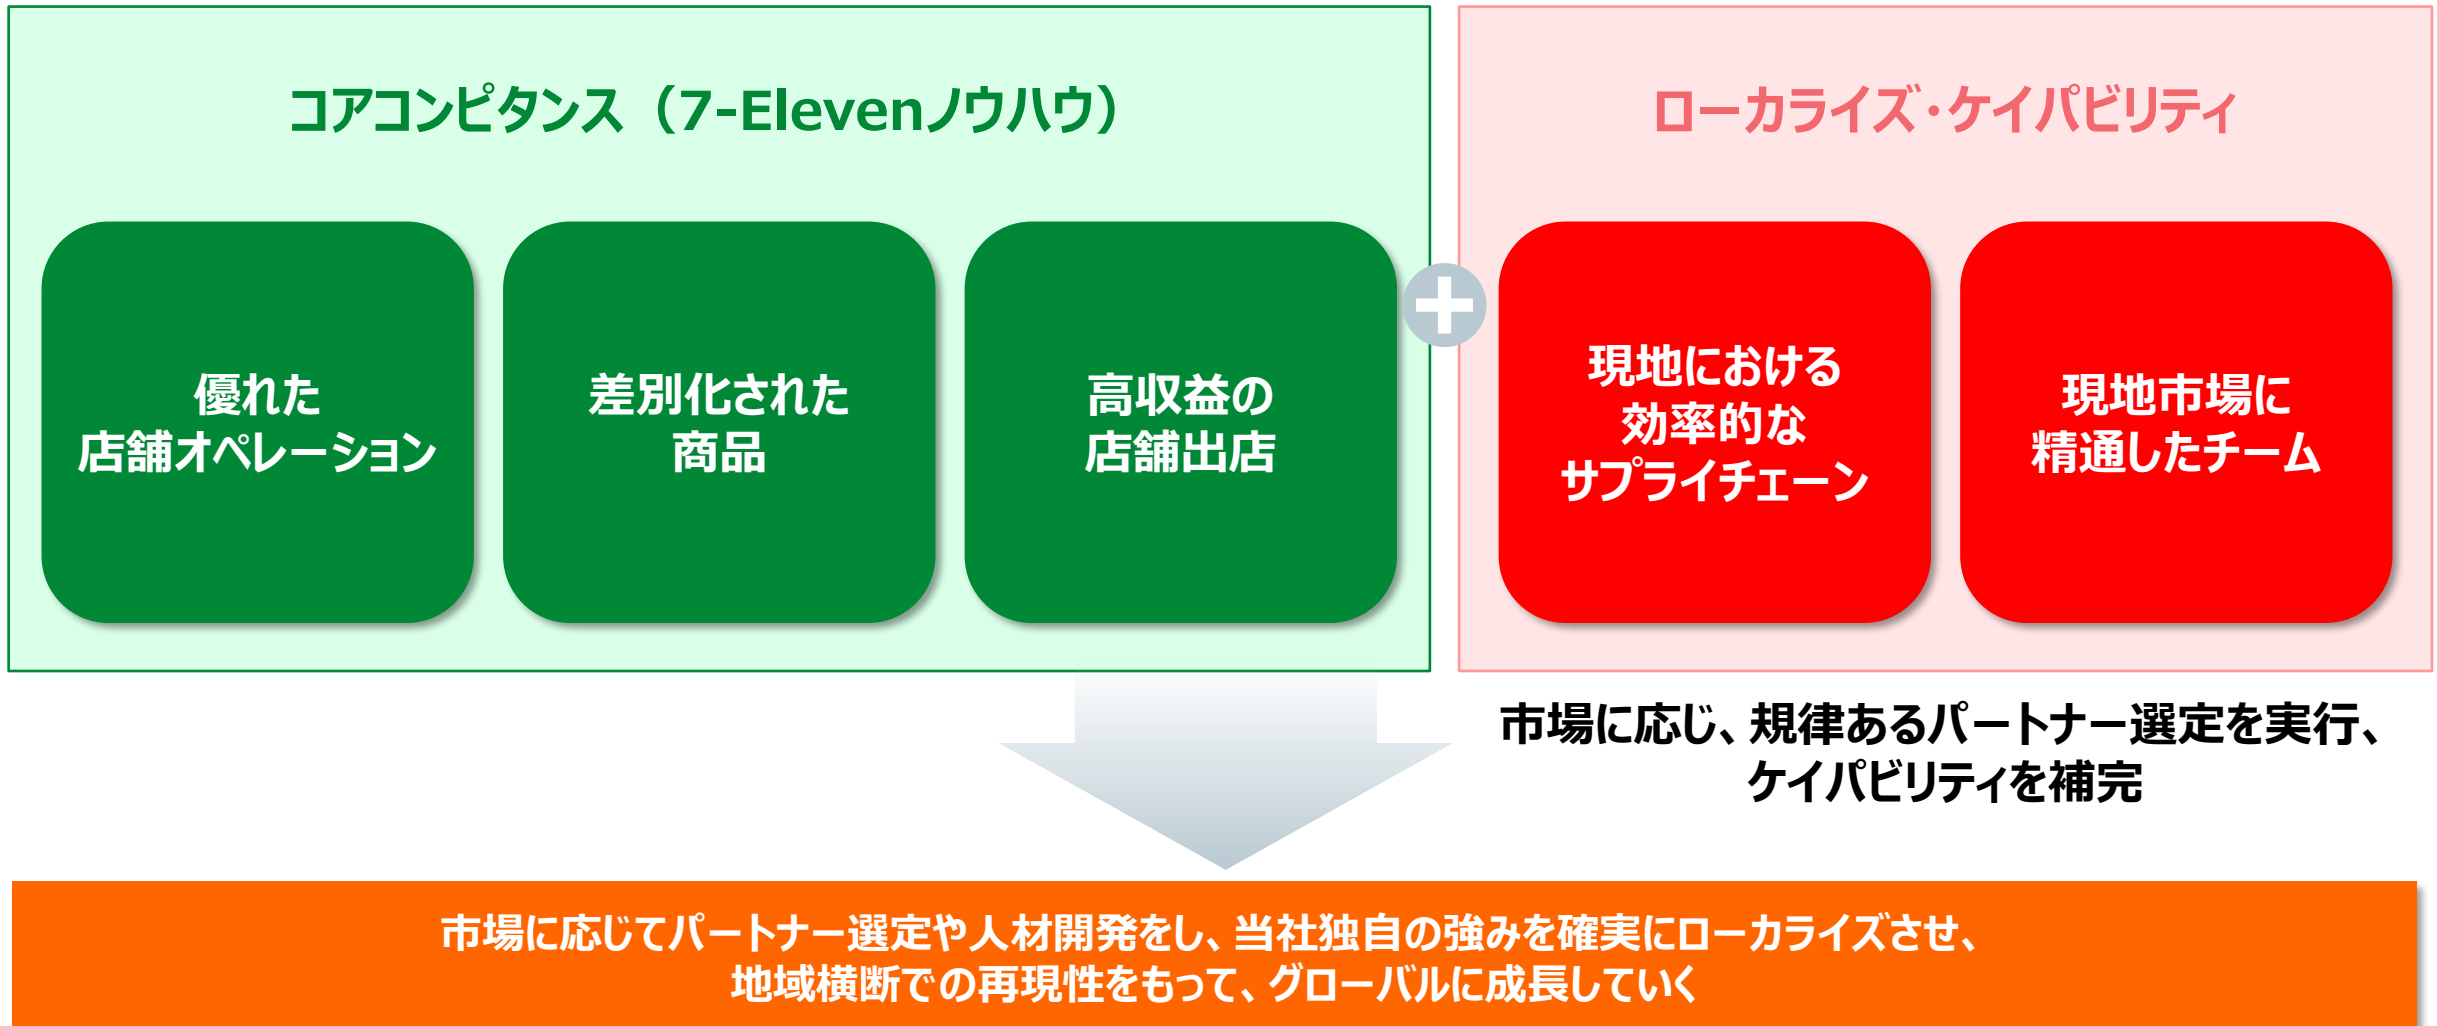 コアコンピタンス（7-Elevenノウハウ）
ローカライズ・ケイパビリティ
優れた
店舗オペレーション
差別化された
商品
高収益の
店舗出店
現地における
効率的な
サプライチェーン
現地市場に
精通したチーム
市場に応じ、規律あるパートナー選定を実行、
ケイパビリティを補完
市場に応じてパートナー選定や人材開発をし、当社独自の強みを確実にローカライズさせ、
地域横断での再現性をもって、グローバルに成長していく